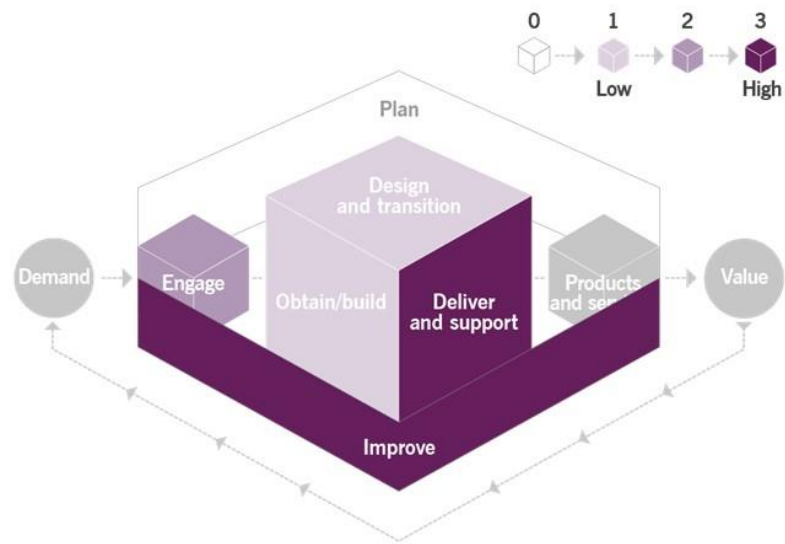 0 1 2 3
Low High
Plan
Design
and transition
Demand
Engage
Obtain/build
Deliver
and support
Products
and
Value
Improve